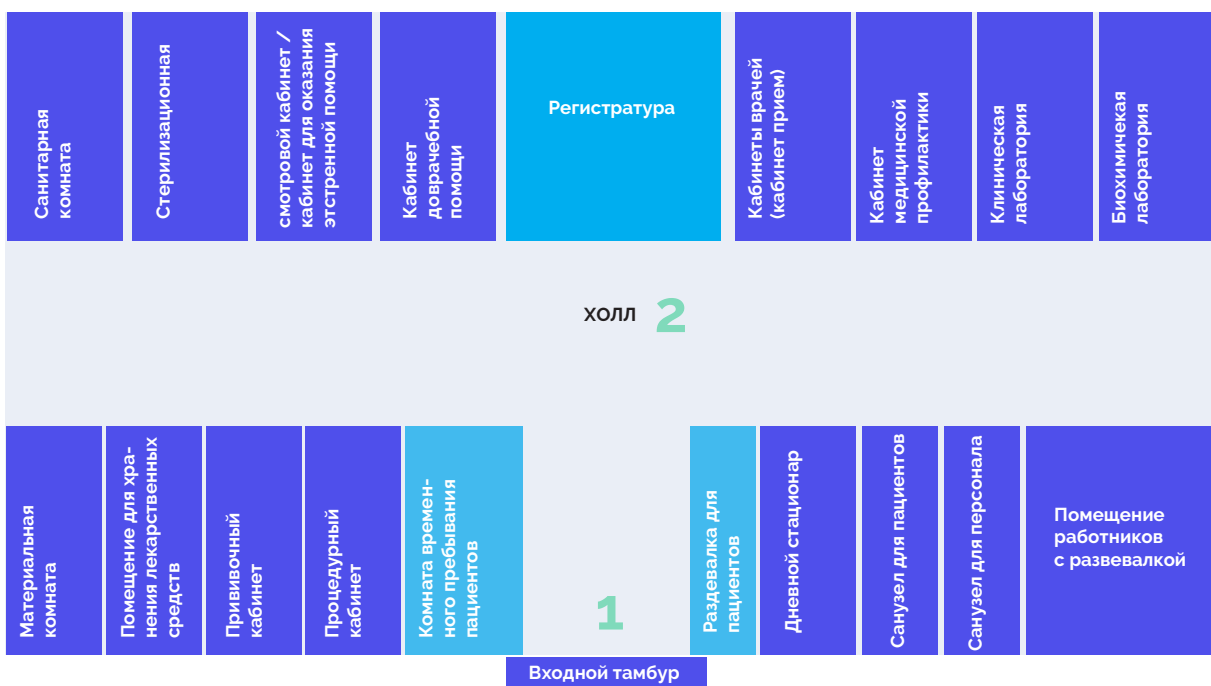 Санитарная
комната
Стерилизационная
смотровой кабинет /
кабинет для оказания
этстренной помощи
Кабинет
доврачебной
помощи
Регистратура
Кабинеты врачей
(кабинет прием)
Кабинет
медицинской
профилактики
Клиническая
лаборатория
Биохимичекая
лаборатория
ХОЛЛ 2
Материальная
комната
Помещение для хра-
нения лекарственных
средств
Прививочный
кабинет
Процедурный
кабинет
Комната времен-
ного пребывания
пациентов
1
Раздевалка для
пациентов
Дневной стационар
Санузел для пациентов
Санузел для персонала
Помещение
работников
с развевалкой
Входной тамбур